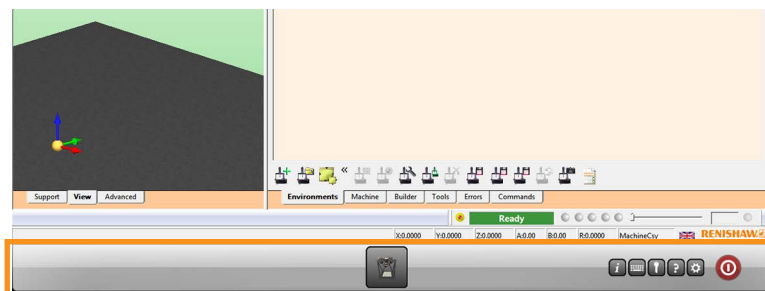 Support View Advanced
Environments Machine Builder Tools Errors Commands
Ready
X:0.0000 Y:0.0000 Z:0.0000 A:0.00 B:0.00 R:0.0000 MachineCsy RENISHAW
i ?